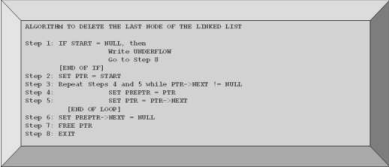 ALGORITHM TO DELETE THE LAST NODE OF THE LINKED LIST
Step 1: IF START = NULL, then
Write UNDERFLOW
Go to Step 8
[END OF IF]
Step 2: SET PTR = START
Step 3: Repeat Steps 4 and 5 while PTR->NEXT != NULL
Step 4: SET PREPTR = PTR
Step 5: SET PTR = PTR->NEXT
[END OF LOOP]
Step 6: SET PREPTR->NEXT = NULL
Step 7: FREE PTR
Step 8: EXIT